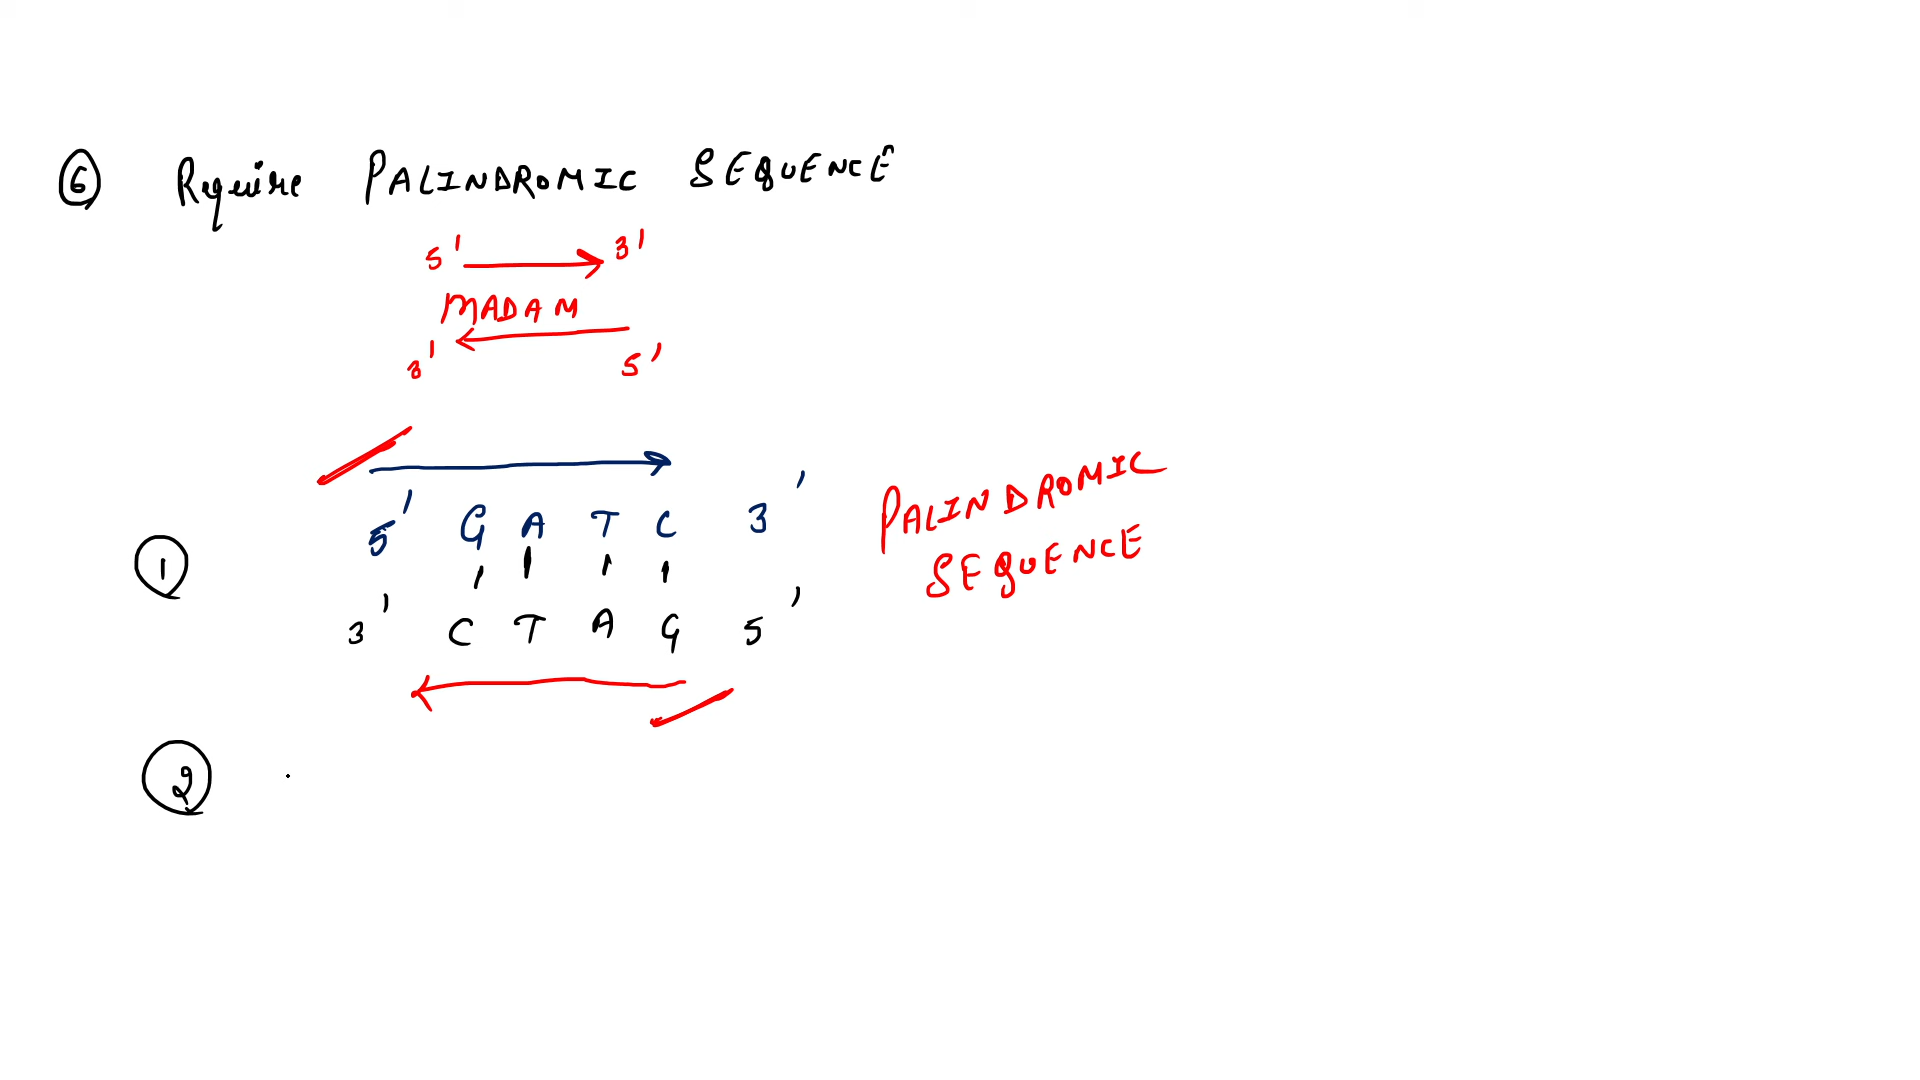 6 Require PALINDROMIC SEQUENCE
5' 3'
MADAM
3' 5'
5' G A T C 3'
1
3' C T A G 5'
PALINDROMIC
SEQUENCE
2